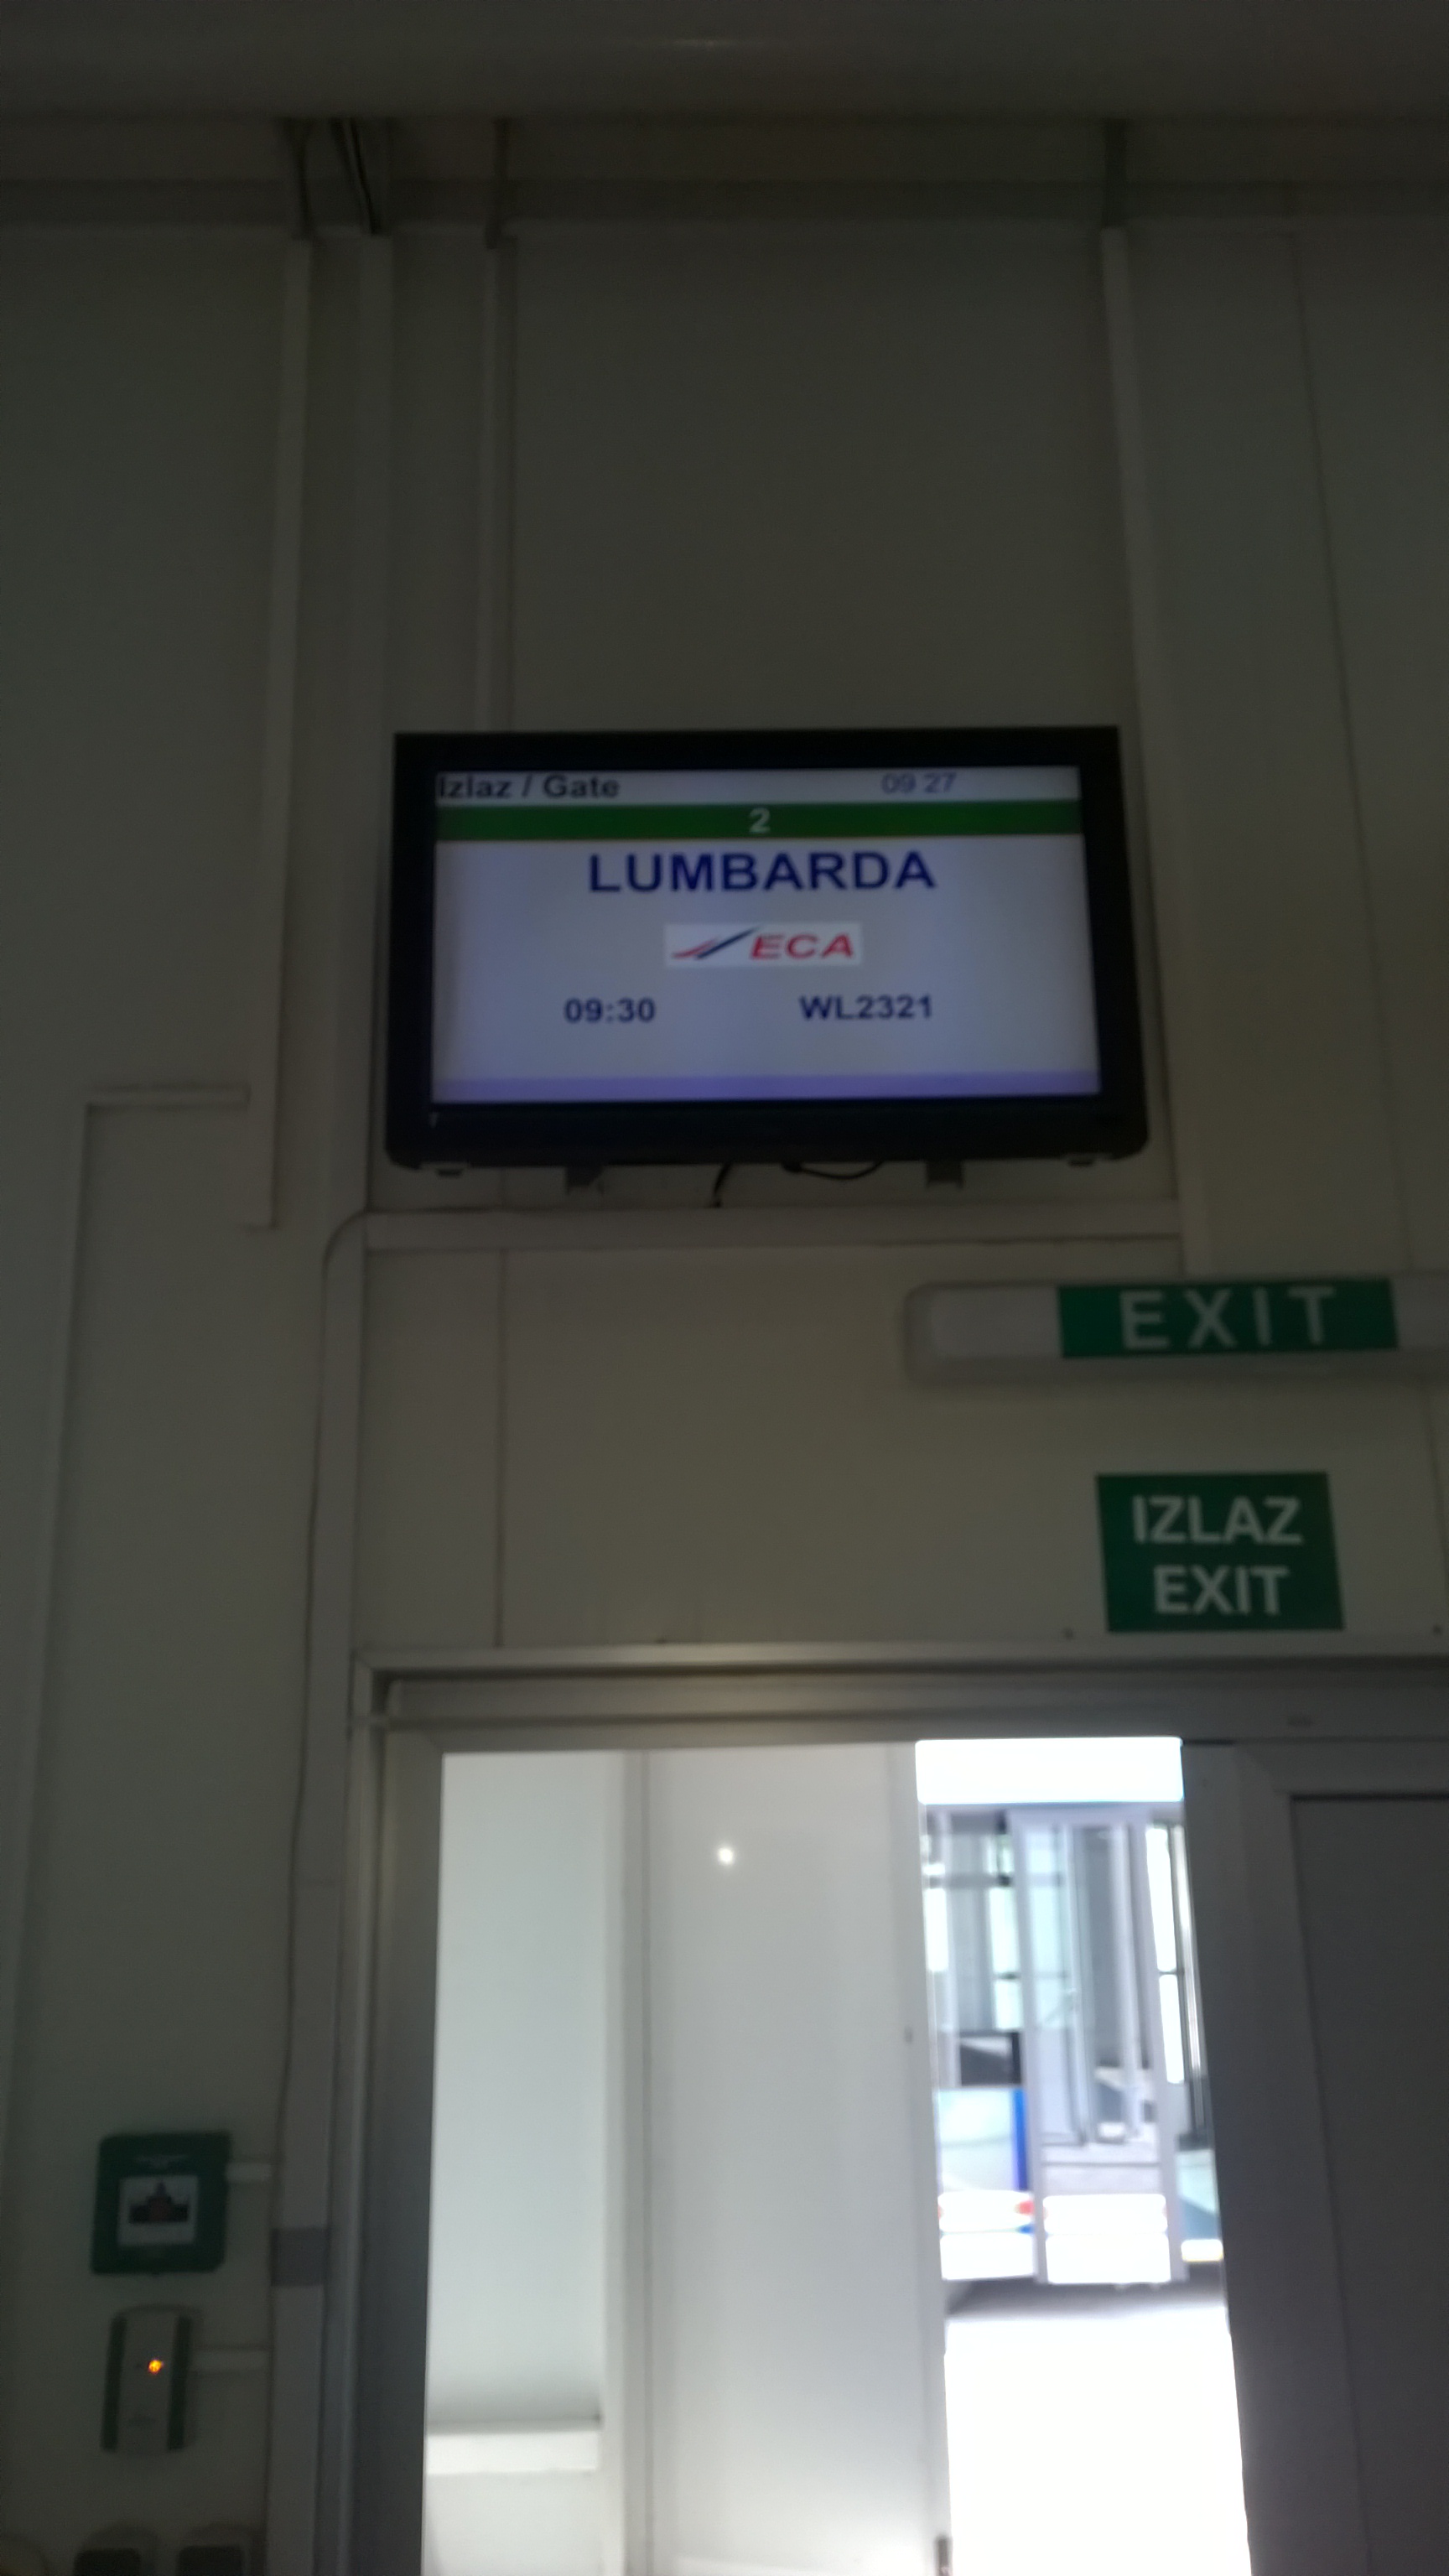 Izlaz / Gate 09 27
2
LUMBARDA
ECA
09:30 WL2321
EXIT
IZLAZ
EXIT